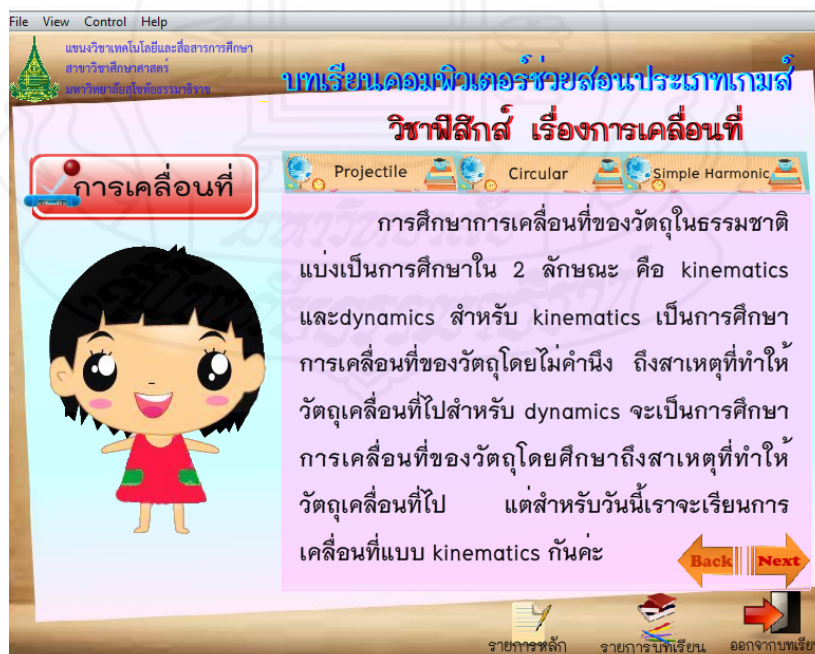 File View Control Help
แขนงวิชาเทคโนโลยีและสื่อสารการศึกษา
สาขาวิชาศึกษาศาสตร์
มหาวิทยาลัยสุโขทัยธรรมาธิราช
บทเรียนคอมพิวเตอร์ช่วยสอนประเภทเกมส์
วิชาฟิสิกส์ เรื่องการเคลื่อนที่
การเคลื่อนที่
Projectile Circular Simple Harmonic
การศึกษาการเคลื่อนที่ของวัตถุในธรรมชาติ
แบ่งเป็นการศึกษาใน 2 ลักษณะ คือ kinematics
และdynamics สำหรับ kinematics เป็นการศึกษา
การเคลื่อนที่ของวัตถุโดยไม่คำนึง ถึงสาเหตุที่ทำให้
วัตถุเคลื่อนที่ไปสำหรับ dynamics จะเป็นการศึกษา
การเคลื่อนที่ของวัตถุโดยศึกษาถึงสาเหตุที่ทำให้
วัตถุเคลื่อนที่ไป แต่สำหรับวันนี้เราจะเรียนการ
เคลื่อนที่แบบ kinematics กันค่ะ
Back Next
รายการหลัก รายการบทเรียน ออกจากบทเรียน